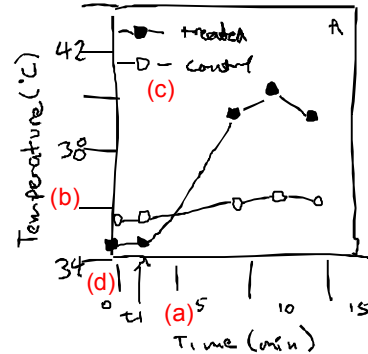 treated
A
42
control
(c)
Temperature (°C)
38
(b)
34
(d)
0
t1
(a)
5
10
15
Time (min)